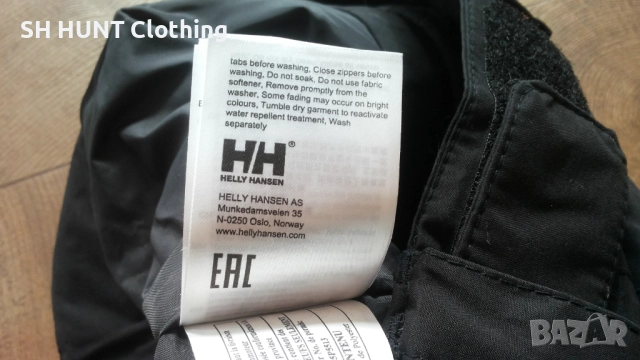 SH HUNT Clothing
labs before washing, Close zippers before
washing, Do not soak. Do not use fabric
softener, Remove promptly from the
washer, Some fading may occur on bright
colours, Tumble dry garment to reactivate
water repellent treatment, Wash
separately
HH®
HELLY HANSEN
HELLY HANSEN AS
Munkedamsveien 35
N-0250 Oslo, Norway
www.hellyhansen.com
EAC
BAZAR